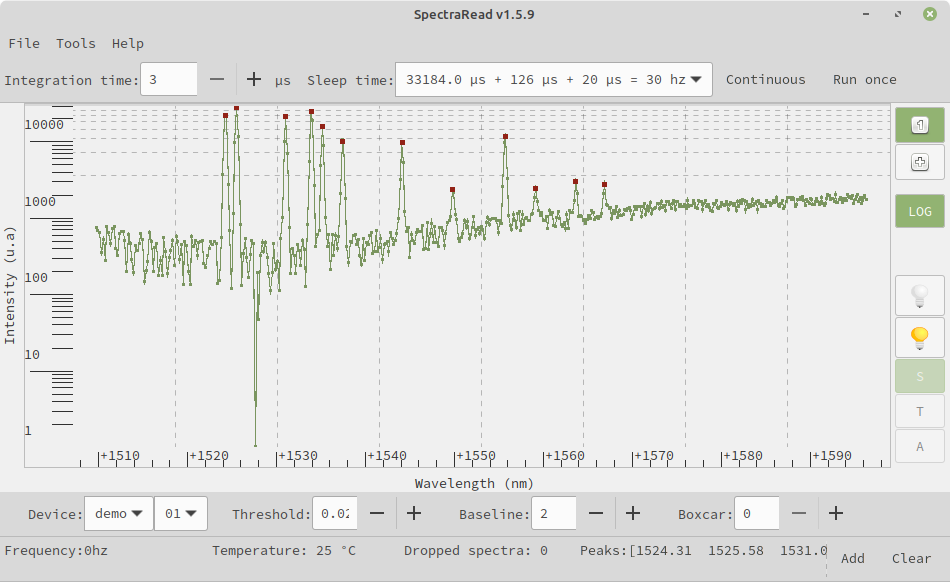 SpectraRead v1.5.9
File Tools Help
Integration time: 3 − + µs Sleep time: 33184.0 µs + 126 µs + 20 µs = 30 hz Continuous Run once
10000
1000
100
10
1
Intensity (u.a)
LOG
S
T
A
+1510 +1520 +1530 +1540 +1550 +1560 +1570 +1580 +1590
Wavelength (nm)
Device: demo 01 Threshold: 0.02 − + Baseline: 2 − + Boxcar: 0 − +
Frequency:0hz Temperature: 25 °C Dropped spectra: 0 Peaks:[1524.31 1525.58 1531.0 Add Clear